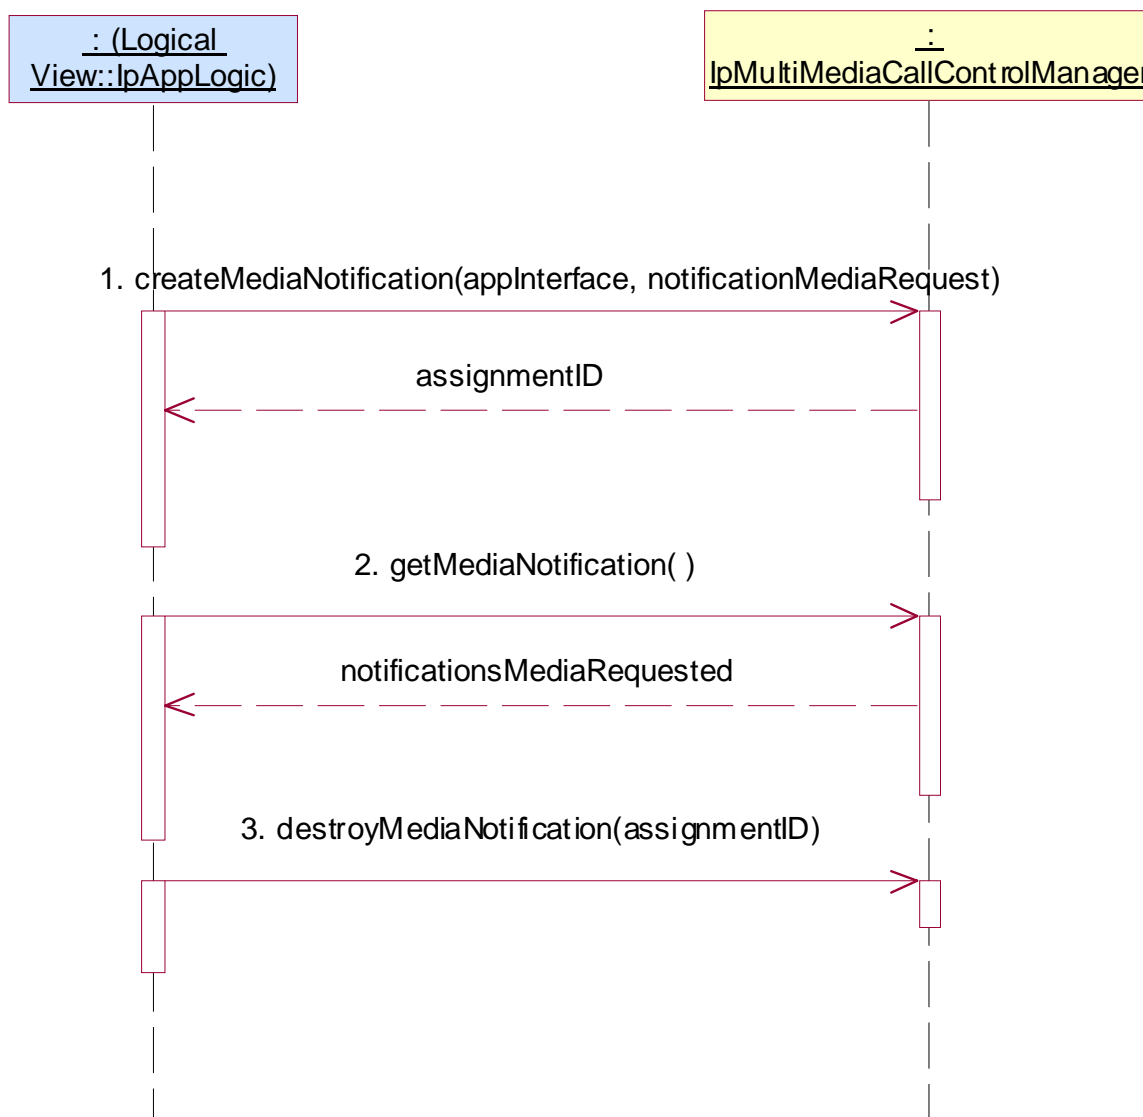 : (Logical
View::IpAppLogic)
:
IpMultiMediaCallControlManager
1. createMediaNotification(appInterface, notificationMediaRequest)
assignmentID
2. getMediaNotification( )
notificationsMediaRequested
3. destroyMediaNotification(assignmentID)